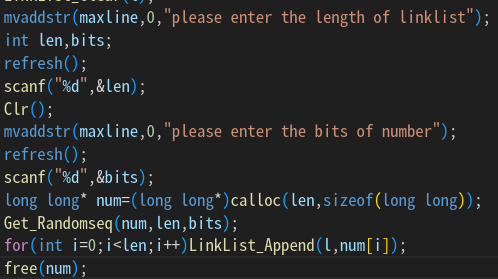 mvaddstr(maxline,0,"please enter the length of linklist");
int len,bits;
refresh();
scanf("%d",&len);
Clr();
mvaddstr(maxline,0,"please enter the bits of number");
refresh();
scanf("%d",&bits);
long long* num=(long long*)calloc(len,sizeof(long long));
Get_Randomseq(num,len,bits);
for(int i=0;i<len;i++)LinkList_Append(l,num[i]);
free(num);